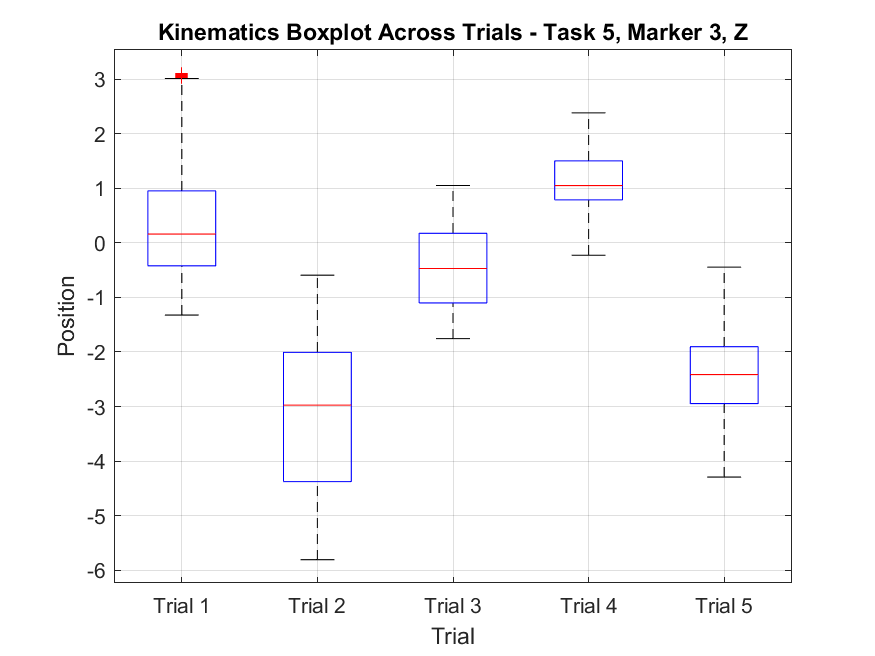 Kinematics Boxplot Across Trials - Task 5, Marker 3, Z
3
2
1
0
-1
-2
-3
-4
-5
-6
Position
Trial 1 Trial 2 Trial 3 Trial 4 Trial 5
Trial